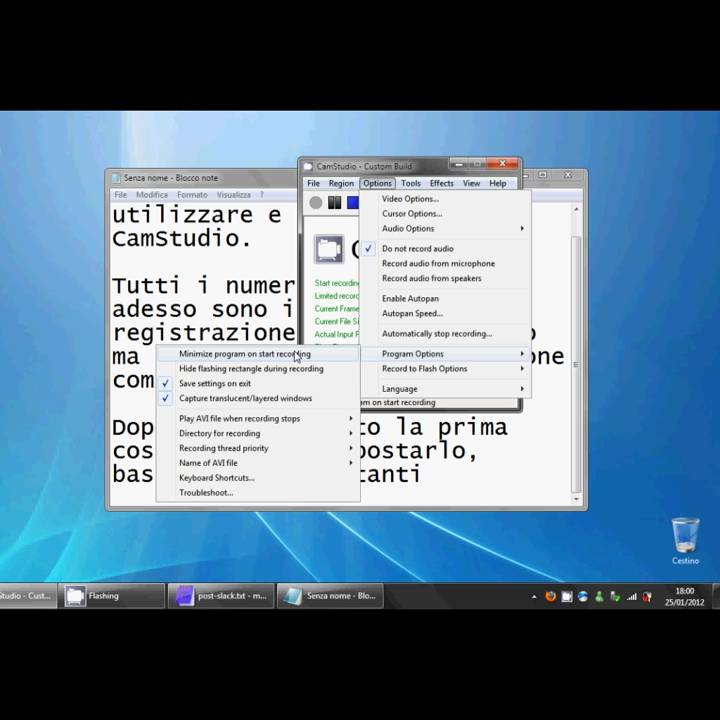 Senza nome - Blocco note
File Modifica Formato Visualizza ?
utilizzare e
CamStudio.
Tutti i numer
adesso sono i
registrazione
ma
one
com
Dop
to la prima
cos
postarlo,
bas
tanti
CamStudio - Custom Build
File Region Options Tools Effects View Help
Start recording
Limited recor
Current Frame
Current File Si
Actual Input F
am on start recording
Video Options...
Cursor Options...
Audio Options
Do not record audio
Record audio from microphone
Record audio from speakers
Enable Autopan
Autopan Speed...
Automatically stop recording...
Program Options
Record to Flash Options
Language
Minimize program on start recording
Hide flashing rectangle during recording
Save settings on exit
Capture translucent/layered windows
Play AVI file when recording stops
Directory for recording
Recording thread priority
Name of AVI file
Keyboard Shortcuts...
Troubleshoot...
Cestino
Studio - Cust...
Flashing
post-slack.txt - m...
Senza nome - Blo...
18:00
25/01/2012